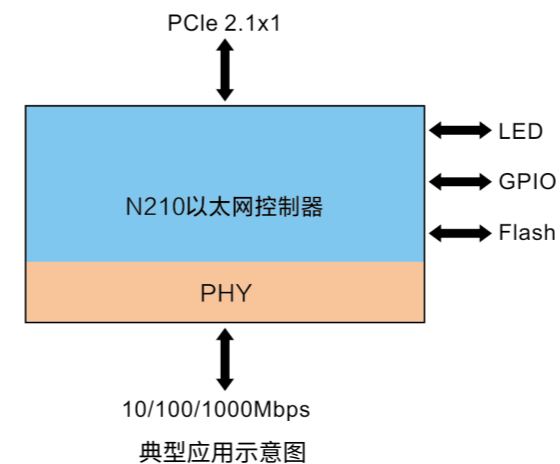 PCIe 2.1x1
LED
GPIO
N210以太网控制器
Flash
PHY
10/100/1000Mbps
典型应用示意图